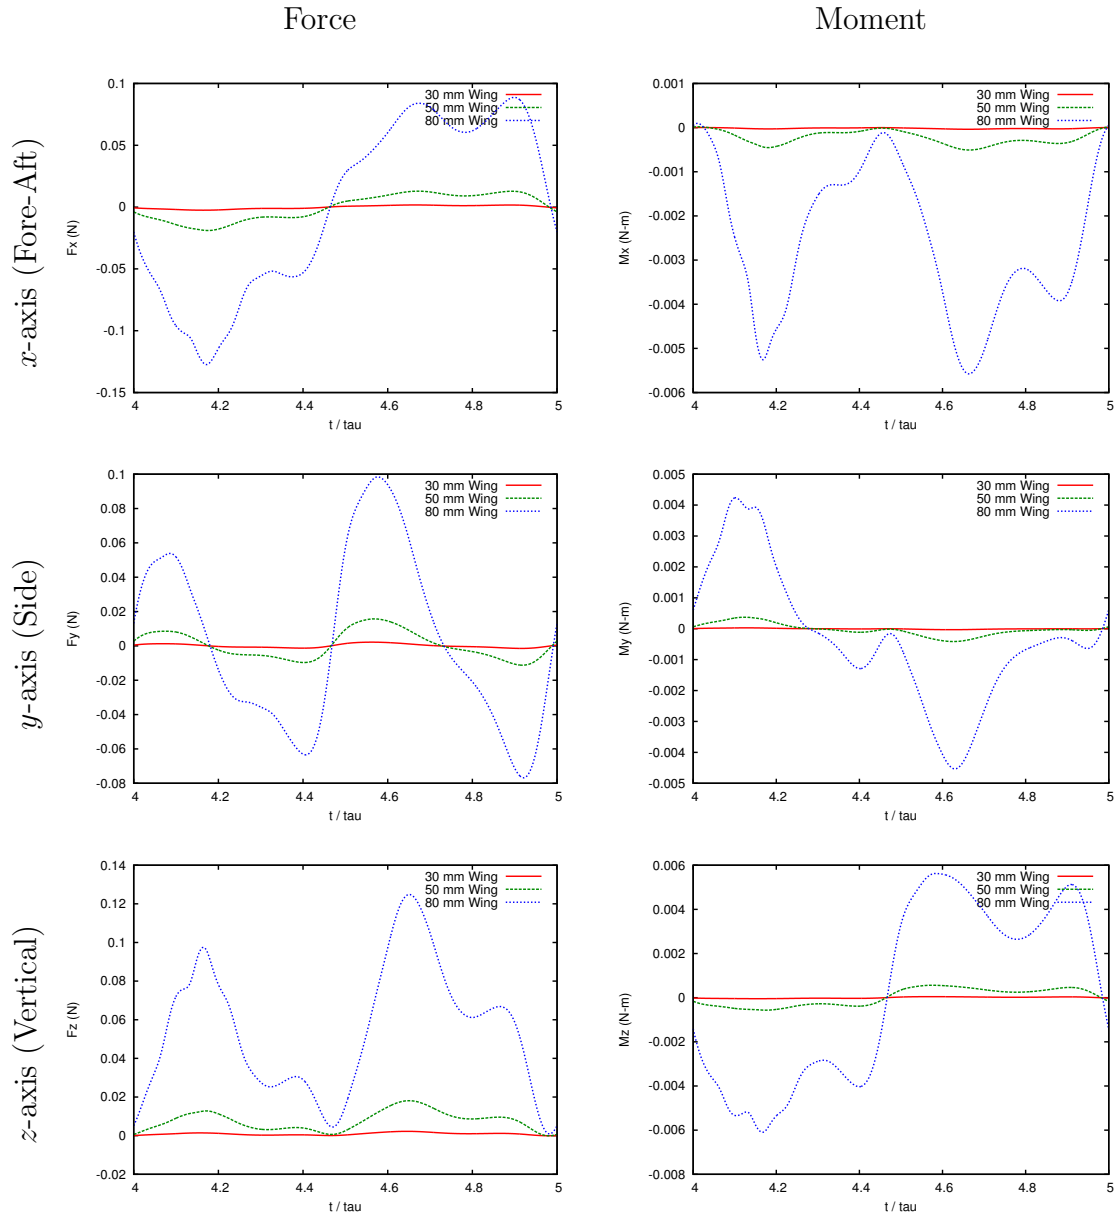 Force
Moment
x-axis (Fore-Aft)
Fx (N)
0.1
0.05
0
-0.05
-0.1
-0.15
4
4.2
4.4
4.6
4.8
5
t / tau
30 mm Wing
50 mm Wing
80 mm Wing
Mx (N-m)
0.001
0
-0.001
-0.002
-0.003
-0.004
-0.005
-0.006
4
4.2
4.4
4.6
4.8
5
t / tau
30 mm Wing
50 mm Wing
80 mm Wing
y-axis (Side)
Fy (N)
0.1
0.08
0.06
0.04
0.02
0
-0.02
-0.04
-0.06
-0.08
4
4.2
4.4
4.6
4.8
5
t / tau
30 mm Wing
50 mm Wing
80 mm Wing
My (N-m)
0.005
0.004
0.003
0.002
0.001
0
-0.001
-0.002
-0.003
-0.004
-0.005
4
4.2
4.4
4.6
4.8
5
t / tau
30 mm Wing
50 mm Wing
80 mm Wing
z-axis (Vertical)
Fz (N)
0.14
0.12
0.1
0.08
0.06
0.04
0.02
0
-0.02
4
4.2
4.4
4.6
4.8
5
t / tau
30 mm Wing
50 mm Wing
80 mm Wing
Mz (N-m)
0.006
0.004
0.002
0
-0.002
-0.004
-0.006
-0.008
4
4.2
4.4
4.6
4.8
5
t / tau
30 mm Wing
50 mm Wing
80 mm Wing